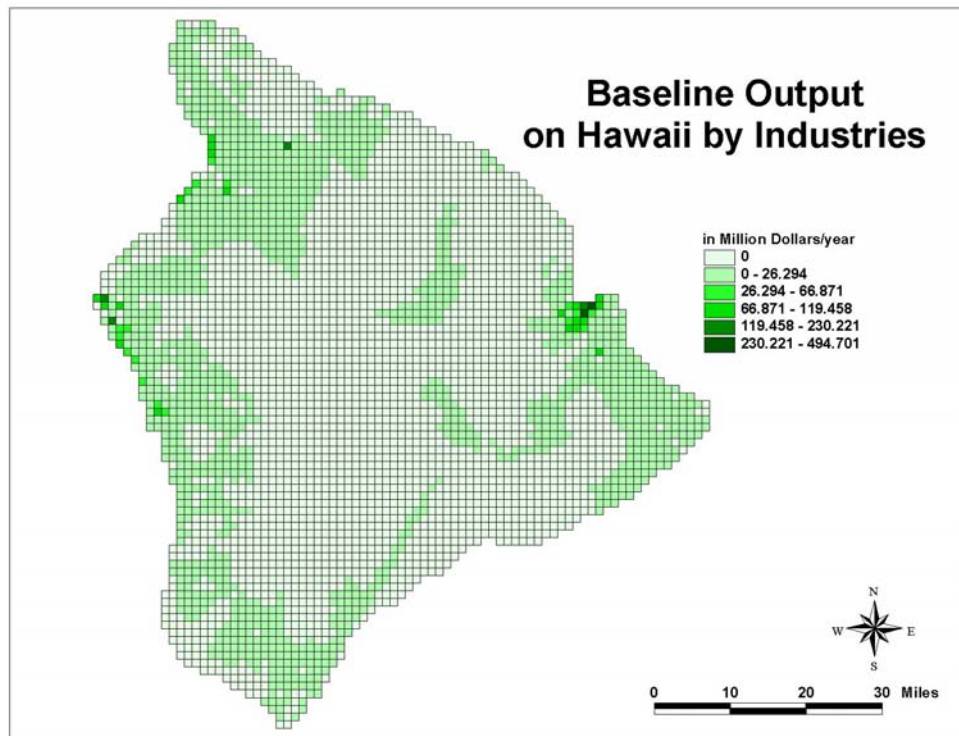 Baseline Output
on Hawaii by Industries
in Million Dollars/year
0
0 - 26.294
26.294 - 66.871
66.871 - 119.458
119.458 - 230.221
230.221 - 494.701
N
W E
S
0 10 20 30 Miles